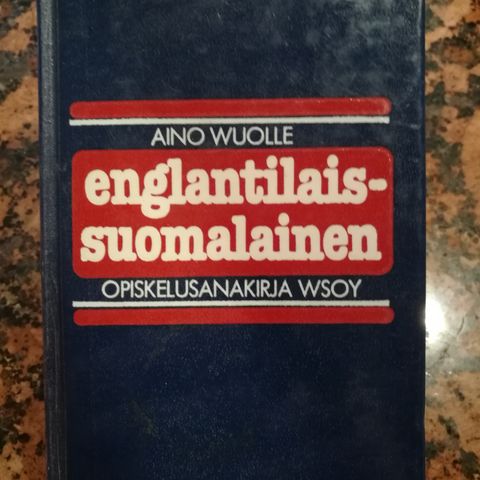 AINO WUOLLE
englantilais-
suomalainen
OPISKELUSANAKIRJA WSOY